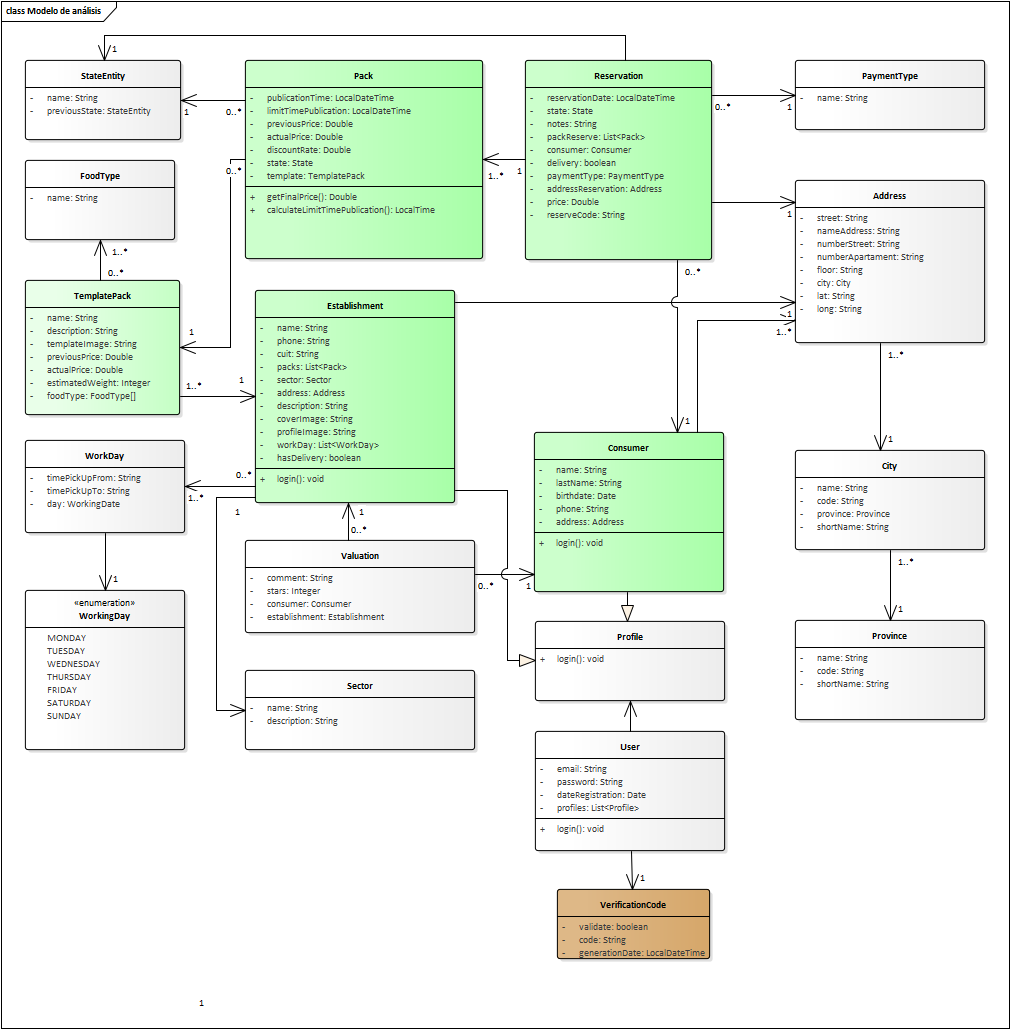 class Modelo de análisis
1
StateEntity
- name: String
- previousState: StateEntity
1
0..*
Pack
- publicationTime: LocalDateTime
- limitTimePublication: LocalDateTime
- previousPrice: Double
- actualPrice: Double
- discountRate: Double
- state: State
- template: TemplatePack
+ getFinalPrice(): Double
+ calculateLimitTimePublication(): LocalTime
0..*
1..*
1
Reservation
- reservationDate: LocalDateTime
- state: State
- notes: String
- packReserve: List<Pack>
- consumer: Consumer
- delivery: boolean
- paymentType: PaymentType
- addressReservation: Address
- price: Double
- reserveCode: String
0..*
1
PaymentType
- name: String
FoodType
- name: String
1..*
0..*
1
Address
- street: String
- nameAddress: String
- numberStreet: String
- numberApartament: String
- floor: String
- city: City
- lat: String
- long: String
0..*
1
1..*
1..*
1
TemplatePack
- name: String
- description: String
- templateImage: String
- previousPrice: Double
- actualPrice: Double
- estimatedWeight: Integer
- foodType: FoodType[]
1
1..*
1
Establishment
- name: String
- phone: String
- cuit: String
- packs: List<Pack>
- sector: Sector
- address: Address
- description: String
- coverImage: String
- profileImage: String
- workDay: List<WorkDay>
- hasDelivery: boolean
+ login(): void
1
Consumer
- name: String
- lastName: String
- birthdate: Date
- phone: String
- address: Address
+ login(): void
City
- name: String
- code: String
- province: Province
- shortName: String
1..*
1
WorkDay
- timePickUpFrom: String
- timePickUpTo: String
- day: WorkingDate
0..*
1..*
1
1
0..*
1
«enumeration»
WorkingDay
MONDAY
TUESDAY
WEDNESDAY
THURSDAY
FRIDAY
SATURDAY
SUNDAY
Valuation
- comment: String
- stars: Integer
- consumer: Consumer
- establishment: Establishment
0..*
1
Profile
+ login(): void
Province
- name: String
- code: String
- shortName: String
Sector
- name: String
- description: String
User
- email: String
- password: String
- dateRegistration: Date
- profiles: List<Profile>
+ login(): void
1
VerificationCode
- validate: boolean
- code: String
- generationDate: LocalDateTime
1